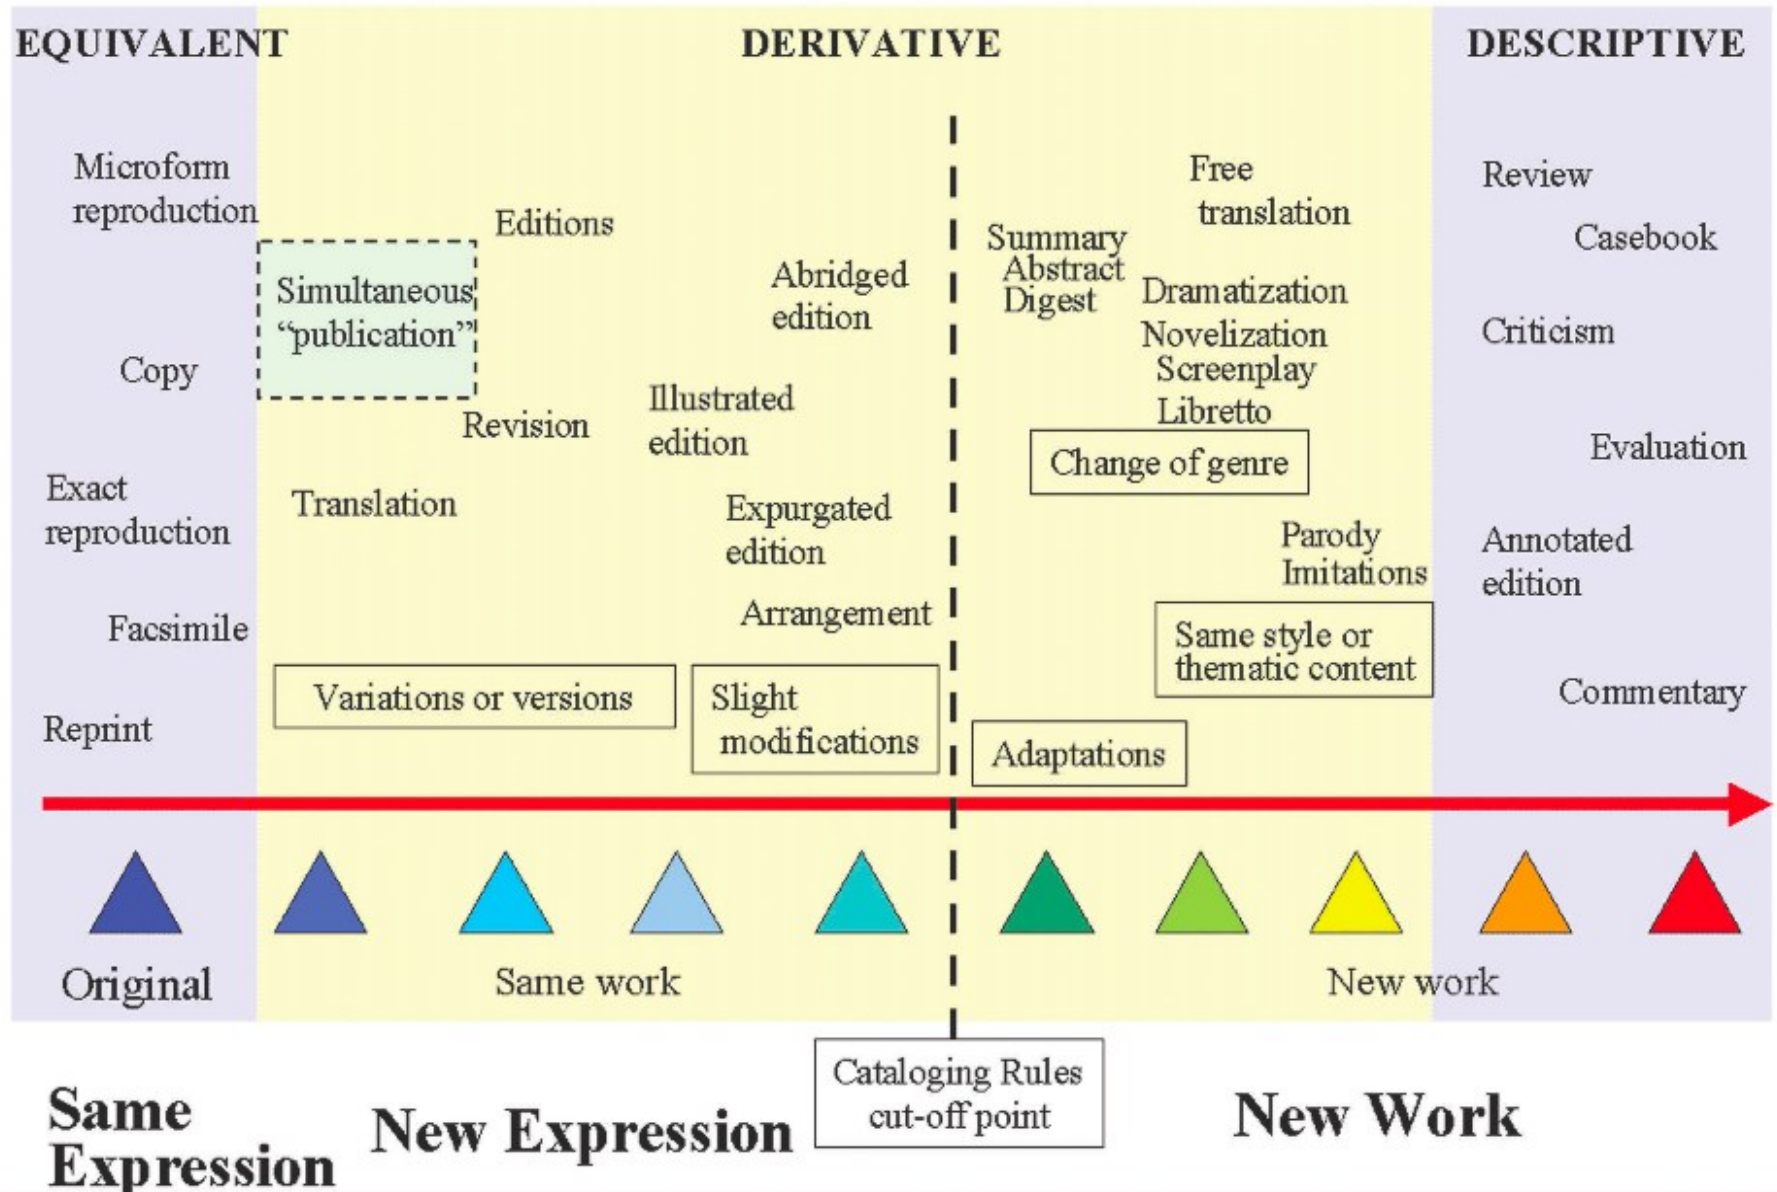 EQUIVALENT
DERIVATIVE
DESCRIPTIVE
Microform
reproduction
Copy
Exact
reproduction
Facsimile
Reprint
Simultaneous
“publication”
Editions
Revision
Translation
Illustrated
edition
Abridged
edition
Expurgated
edition
Arrangement
Variations or versions
Slight
modifications
Summary
Abstract
Digest
Free
translation
Dramatization
Novelization
Screenplay
Libretto
Change of genre
Parody
Imitations
Same style or
thematic content
Adaptations
Review
Casebook
Criticism
Evaluation
Annotated
edition
Commentary
Original
Same work
New work
Same
Expression
New Expression
Cataloging Rules
cut-off point
New Work